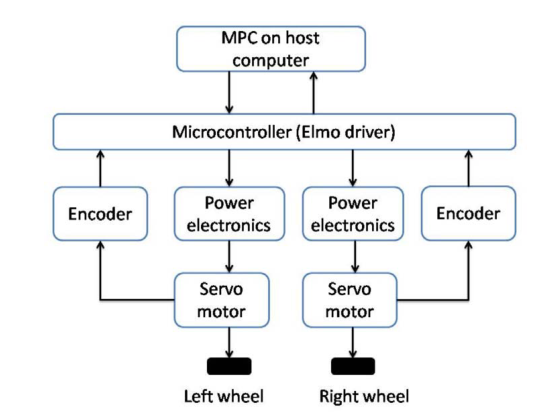 MPC on host
computer
Microcontroller (Elmo driver)
Encoder
Power
electronics
Power
electronics
Encoder
Servo
motor
Servo
motor
Left wheel
Right wheel